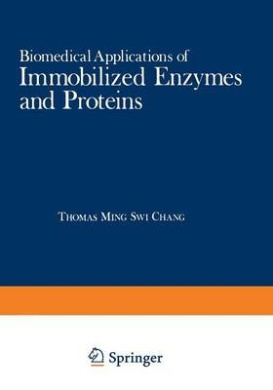 Biomedical Applications of
Immobilized Enzymes
and Proteins
THOMAS MING SWI CHANG
Springer